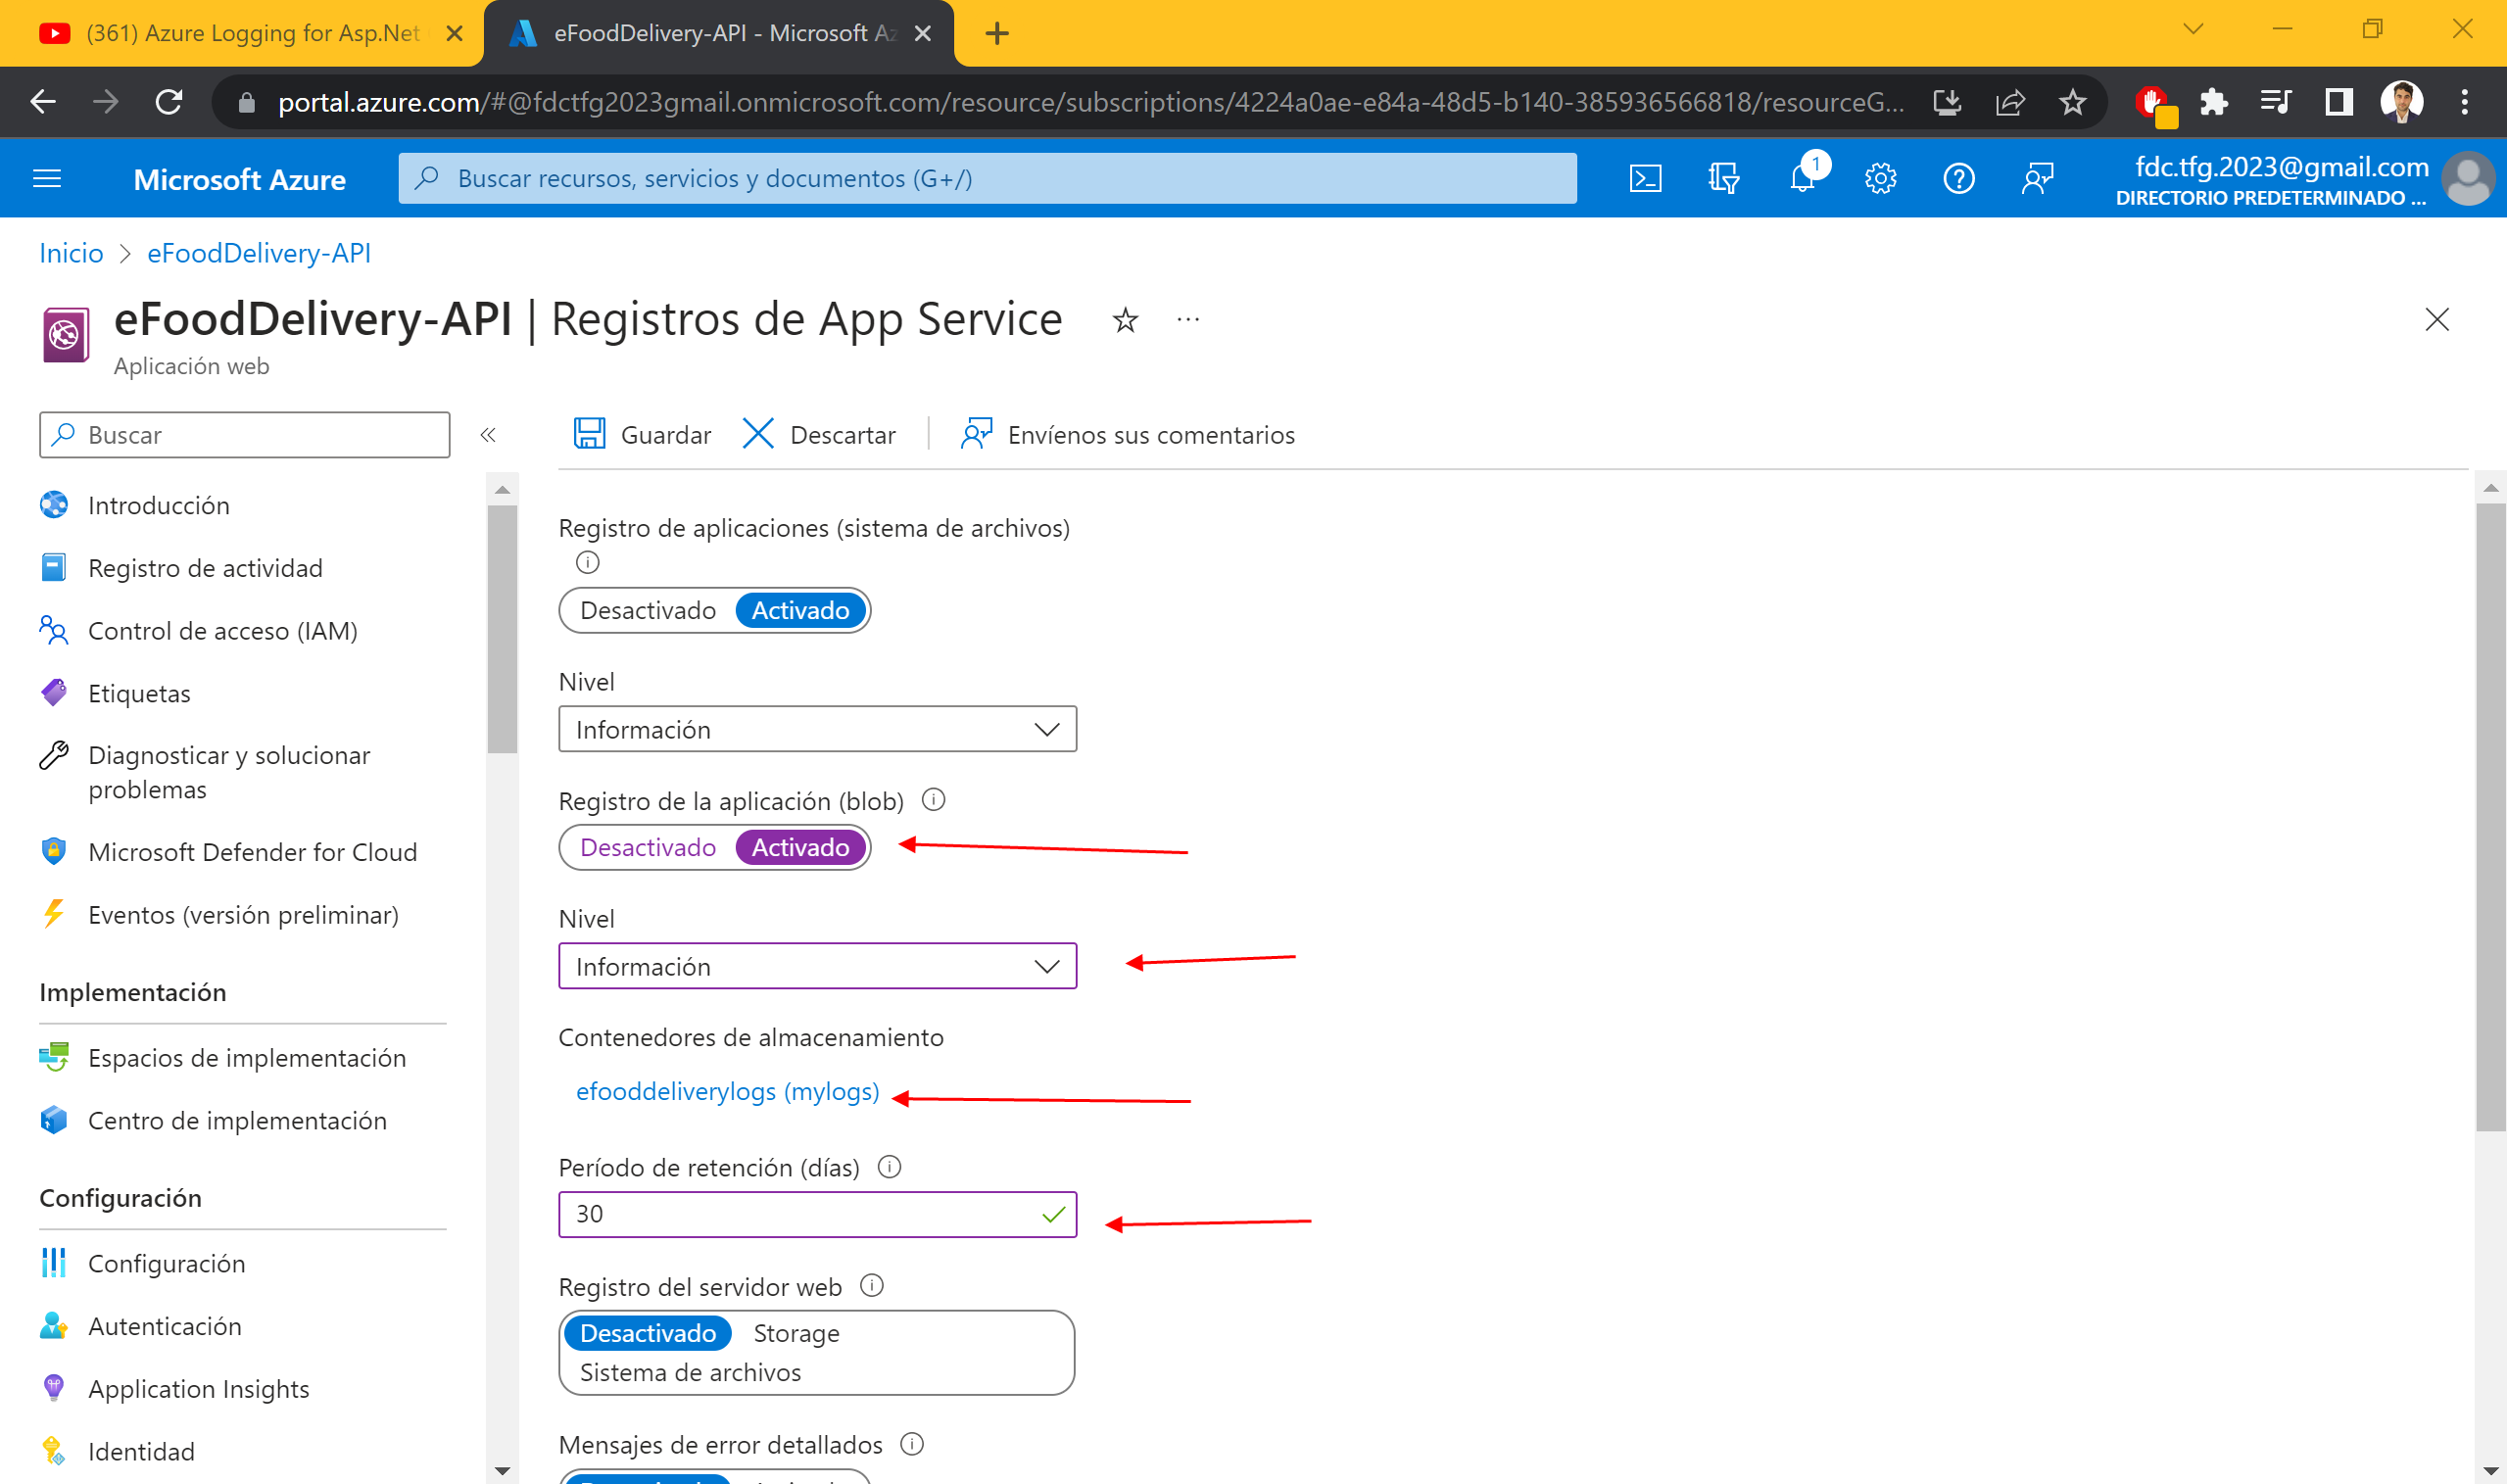 (361) Azure Logging for Asp.Net
eFoodDelivery-API - Microsoft Az
portal.azure.com/#@fdctfg2023gmail.onmicrosoft.com/resource/subscriptions/4224a0ae-e84a-48d5-b140-385936566818/resourceG...
Microsoft Azure
Buscar recursos, servicios y documentos (G+/)
1
fdc.tfg.2023@gmail.com
DIRECTORIO PREDETERMINADO ...
Inicio > eFoodDelivery-API
eFoodDelivery-API | Registros de App Service
Aplicación web
Buscar
Introducción
Registro de actividad
Control de acceso (IAM)
Etiquetas
Diagnosticar y solucionar
problemas
Microsoft Defender for Cloud
Eventos (versión preliminar)
Implementación
Espacios de implementación
Centro de implementación
Configuración
Configuración
Autenticación
Application Insights
Identidad
Guardar
Descartar
Envíenos sus comentarios
Registro de aplicaciones (sistema de archivos)
Desactivado Activado
Nivel
Información
Registro de la aplicación (blob)
Desactivado Activado
Nivel
Información
Contenedores de almacenamiento
efooddeliverylogs (mylogs)
Período de retención (días)
30
Registro del servidor web
Desactivado Storage
Sistema de archivos
Mensajes de error detallados